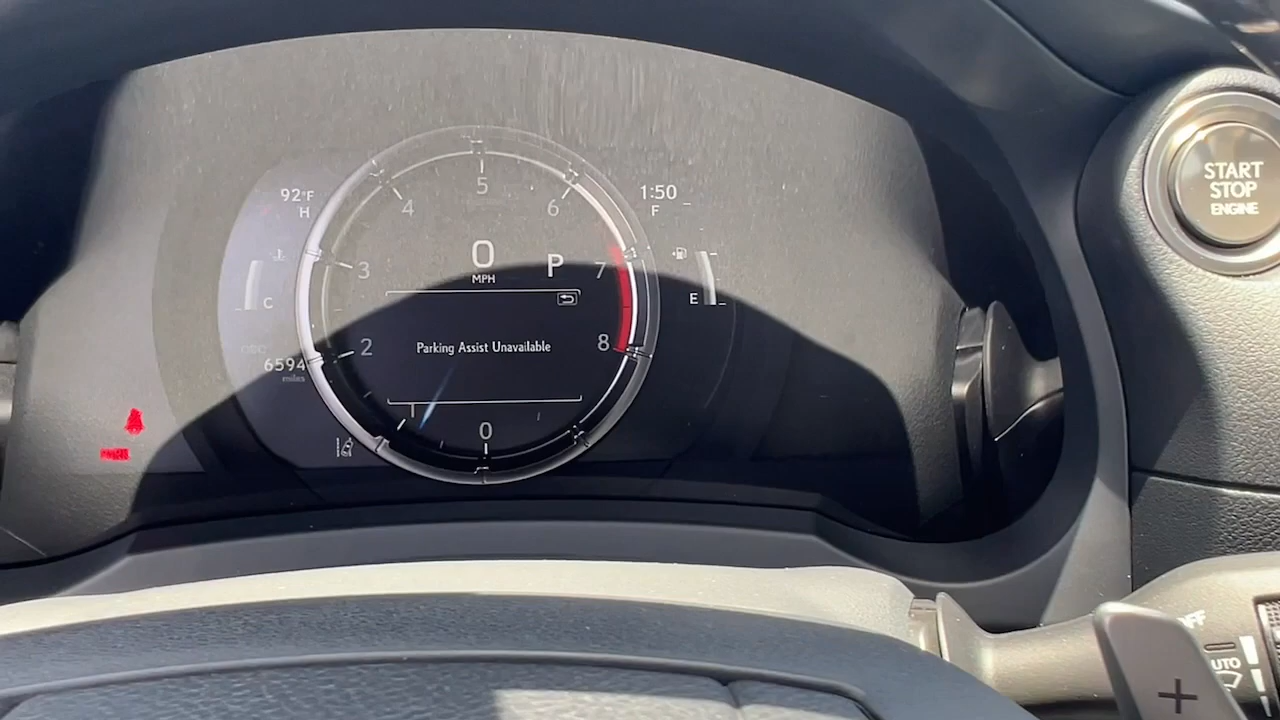 92°F
H
C
6594
miles
5
4
6
3
7
2
8
0
0
MPH
P
Parking Assist Unavailable
1:50
F
E
START
STOP
ENGINE
AUTO
+